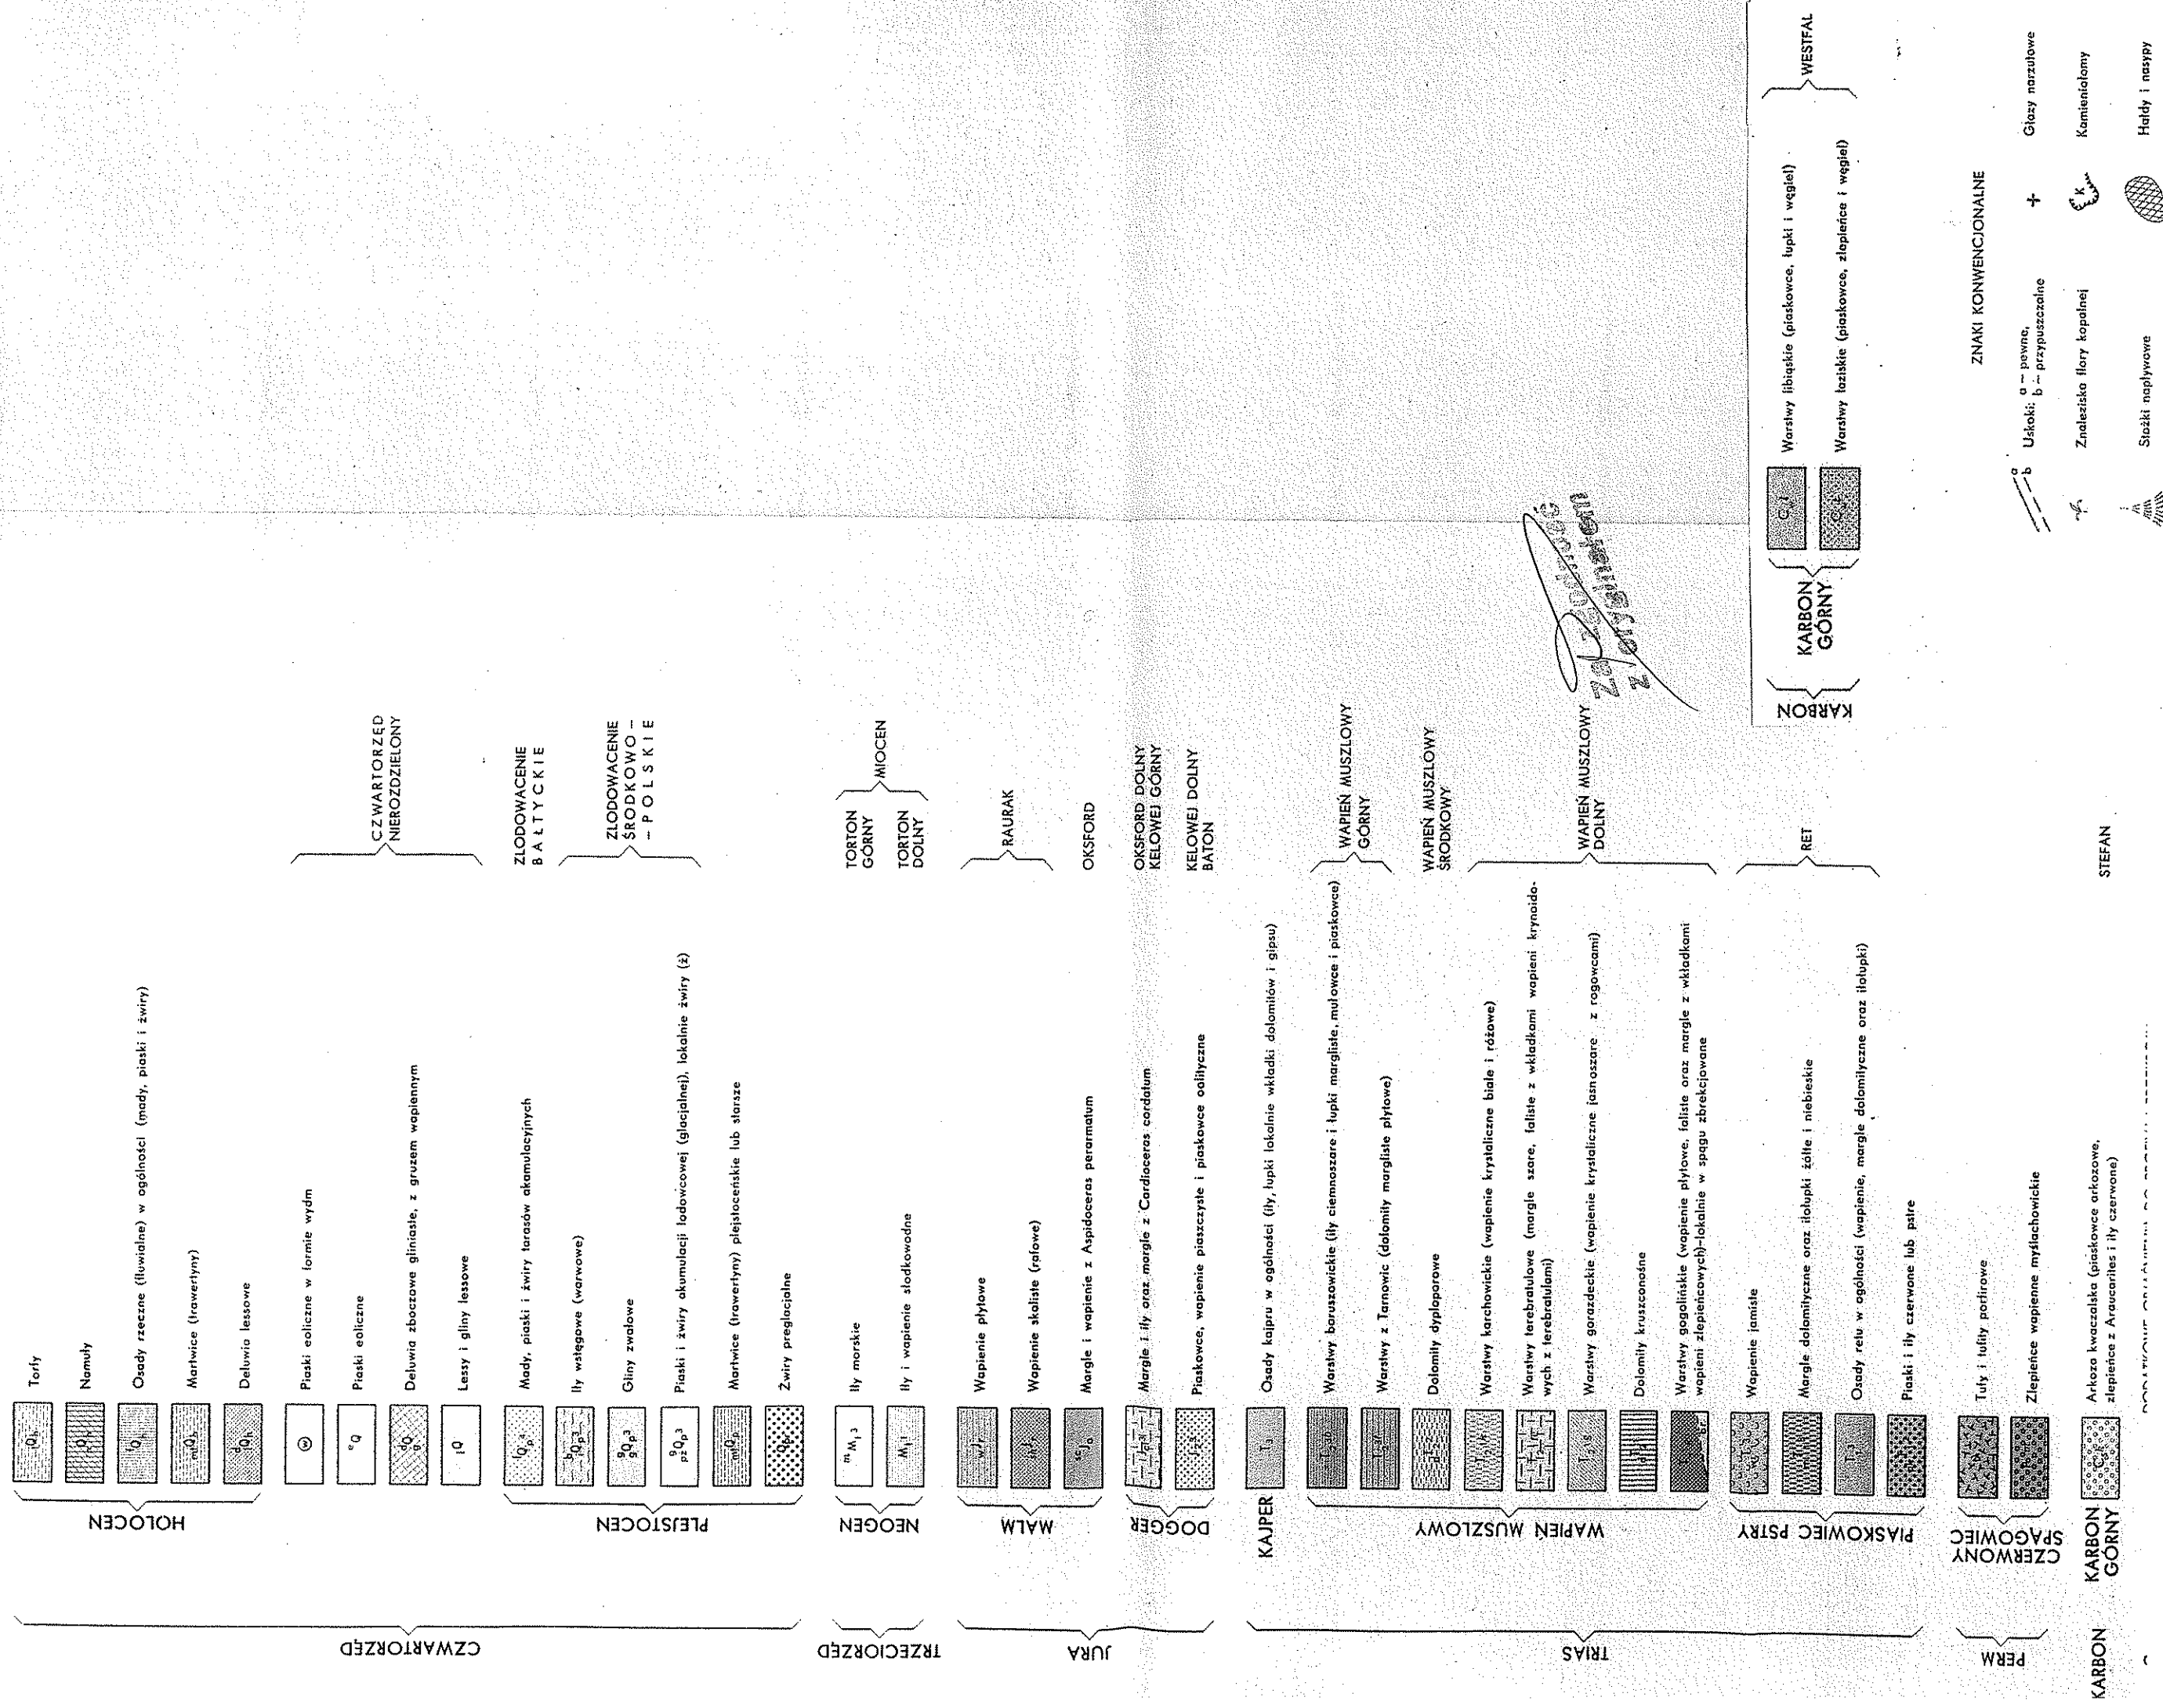 CZWARTORZĘD
HOLOCEN
Torfy
Namuły
Osady rzeczne (fluwialne) w ogólności (mady, piaski i żwiry)
Martwice (trawertyny)
Deluwia lessowe
Piaski eoliczne w formie wydm
Piaski eoliczne
Deluwia zboczowe gliniaste, z gruzem wapiennym
Lessy i gliny lessowe
CZWARTORZĘD
NIEROZDZIELONY
PLEJSTOCEN
Mady, piaski i żwiry tarasów akumulacyjnych
ZLODOWACENIE
BAŁTYCKIE
Iły wstęgowe (warwowe)
Gliny zwałowe
Piaski i żwiry akumulacji lodowcowej (glacjalnej), lokalnie żwiry (ż)
ZLODOWACENIE
ŚRODKOWO –
– POLSKIE
Martwice (trawertyny) plejstoceńskie lub starsze
Żwiry preglacjalne
TRZECIORZĘD
NEOGEN
Iły morskie
TORTON
GÓRNY
Iły i wapienie słodkowodne
TORTON
DOLNY
MIOCEN
JURA
MALM
Wapienie płytowe
Wapienie skaliste (rafowe)
RAURAK
Margle i wapienie z Aspidoceras perarmatum
OKSFORD
DOGGER
Margle i iły oraz margle z Cardioceras cordatum
OKSFORD DOLNY
KELOWEJ GÓRNY
Piaskowce, wapienie piaszczyste i piaskowce oolityczne
KELOWEJ DOLNY
BATON
TRIAS
KAJPER
Osady kajpru w ogólności (iły, łupki lokalnie wkładki dolomitów i gipsu)
WAPIEŃ MUSZLOWY
Warstwy boruszowickie (iły ciemnoszare i łupki margliste, mułowce i piaskowce)
Warstwy z Tarnowic (dolomity margliste płytowe)
WAPIEŃ MUSZLOWY
GÓRNY
Dolomity dyploporowe
WAPIEŃ MUSZLOWY
ŚRODKOWY
Warstwy karchowickie (wapienie krystaliczne białe i różowe)
Warstwy terebratulowe (margle szare, faliste z wkładkami wapieni krynoido-
wych z terebratulami)
Warstwy gorazdeckie (wapienie krystaliczne jasnoszare z rogowcami)
Dolomity kruszconośne
Warstwy gogolińskie (wapienie płytowe, faliste oraz margle z wkładkami
wapieni zlepieńcowych)–lokalnie w spągu zbrekcjowane
WAPIEŃ MUSZLOWY
DOLNY
PIASKOWIEC PSTRY
Wapienie jamiste
Margle dolomityczne oraz iłołupki żółte i niebieskie
Osady retu w ogólności (wapienie, margle dolomityczne oraz iłołupki)
RET
Piaski i iły czerwone lub pstre
PERM
CZERWONY
SPĄGOWIEC
Tufy i tufity porfirowe
Zlepieńce wapienne myślachowickie
KARBON
KARBON
GÓRNY
Arkoza kwaczalska (piaskowce arkozowe,
zlepieńce z Araucarites i iły czerwone)
STEFAN
Za zgodność
z oryginałem
KARBON
KARBON
GÓRNY
Warstwy libiąskie (piaskowce, łupki i węgiel)
Warstwy łaziskie (piaskowce, zlepieńce i węgiel)
WESTFAL
ZNAKI KONWENCJONALNE
a
b
Uskoki: a – pewne,
b – przypuszczalne
Głazy narzutowe
Znaleziska flory kopalnej
K
Kamieniołomy
Stożki napływowe
Hałdy i nasypy